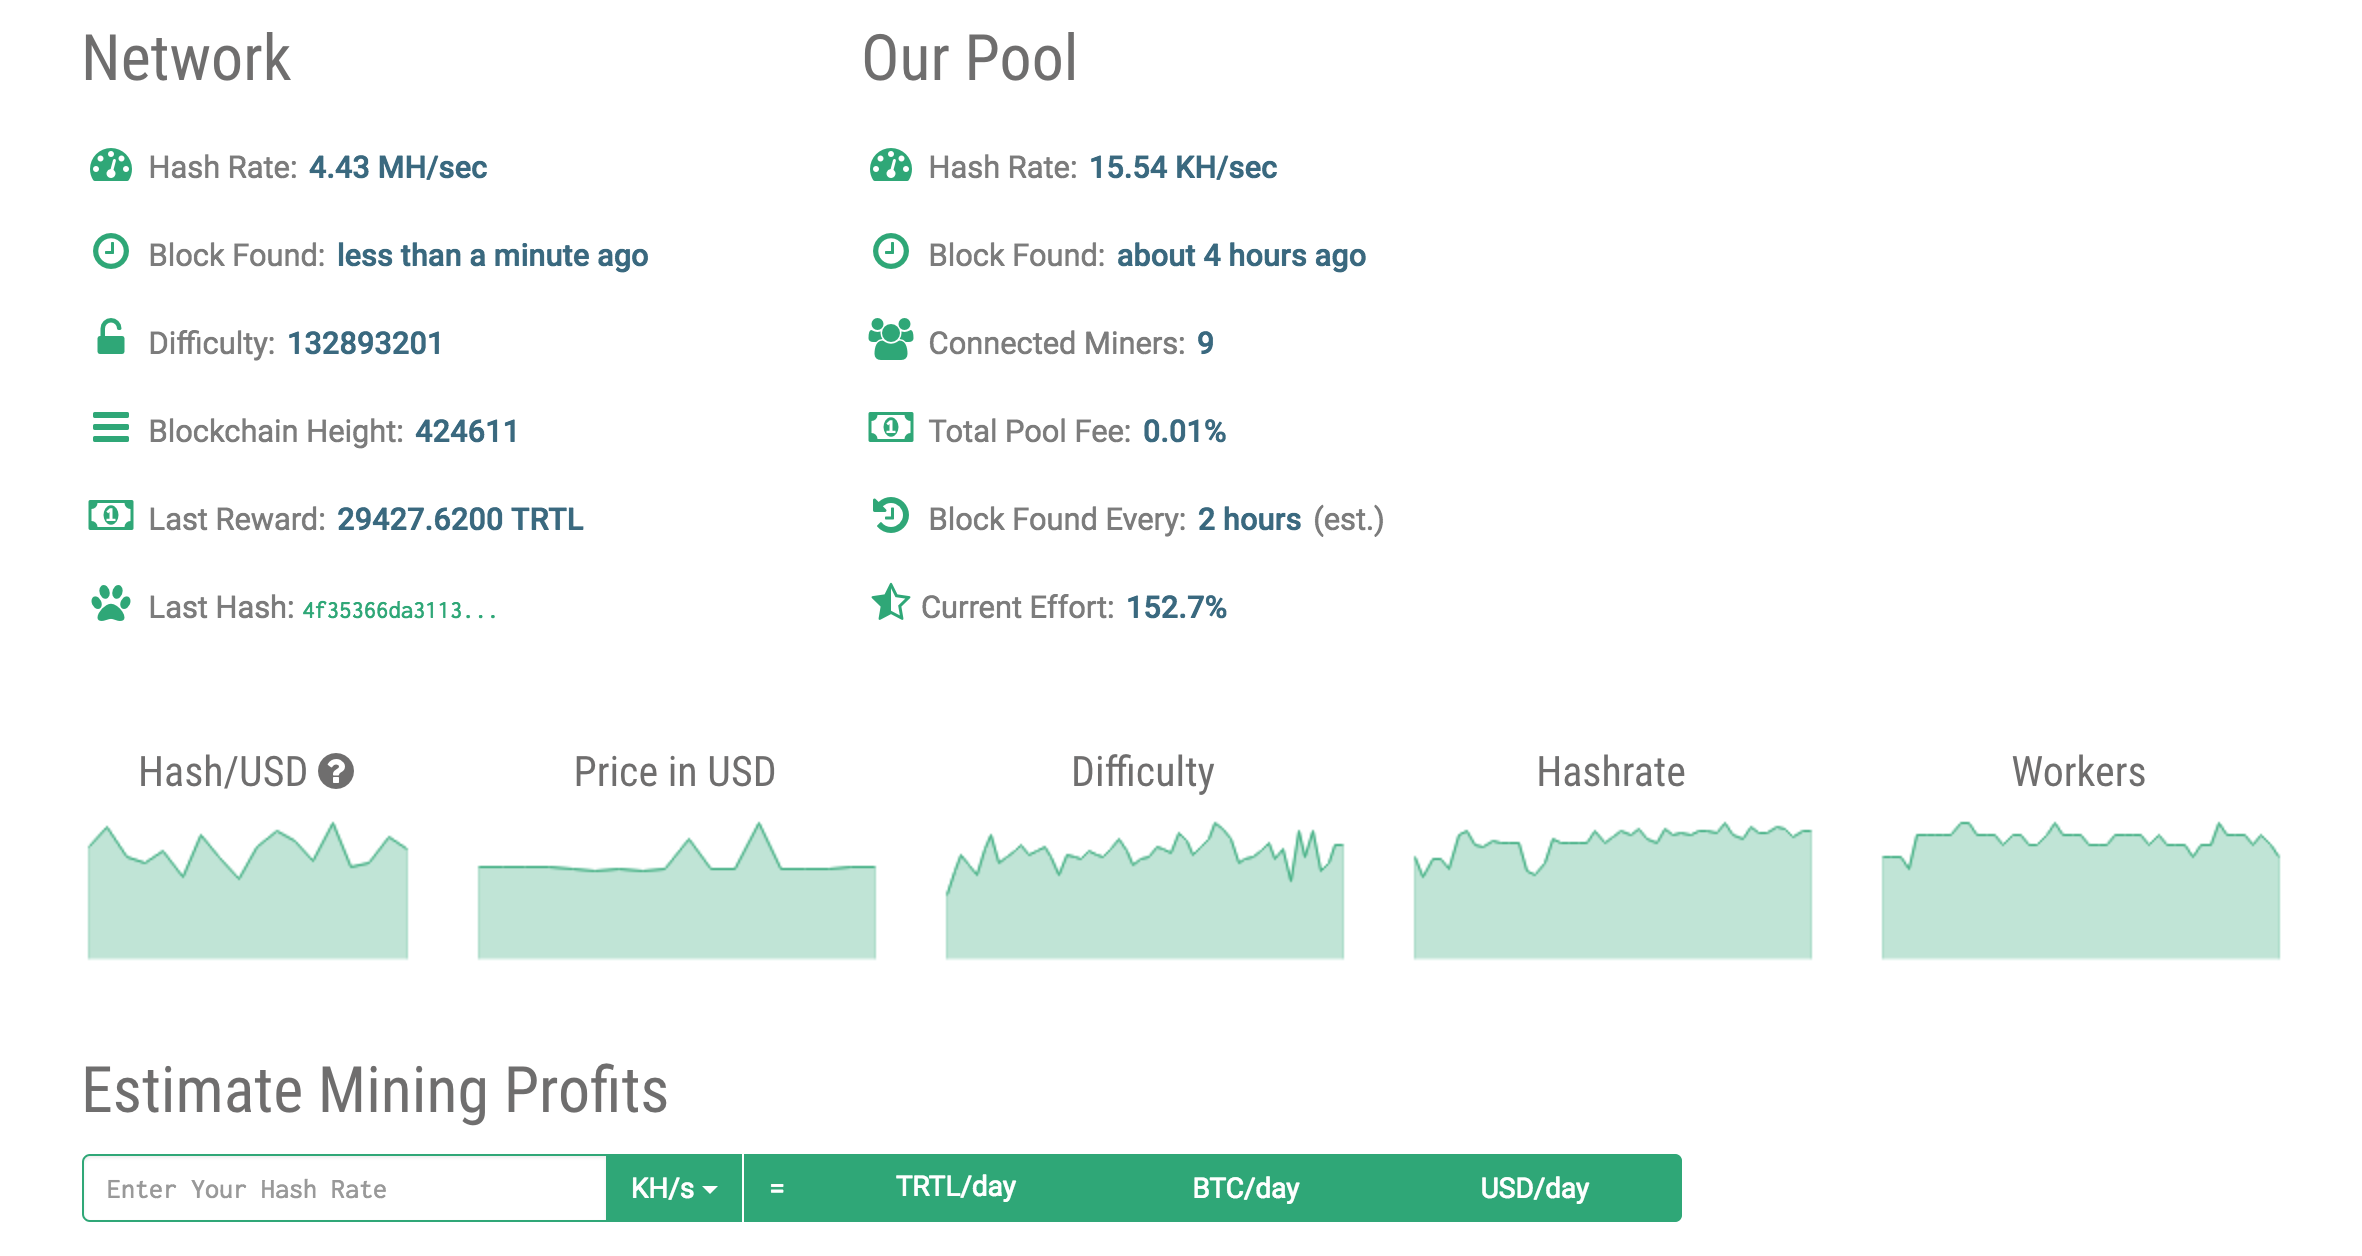 Network
Hash Rate: 4.43 MH/sec
Block Found: less than a minute ago
Difficulty: 132893201
Blockchain Height: 424611
Last Reward: 29427.6200 TRTL
Last Hash: 4f35366da3113...
Our Pool
Hash Rate: 15.54 KH/sec
Block Found: about 4 hours ago
Connected Miners: 9
Total Pool Fee: 0.01%
Block Found Every: 2 hours (est.)
Current Effort: 152.7%
Hash/USD ?
Price in USD
Difficulty
Hashrate
Workers
Estimate Mining Profits
Enter Your Hash Rate KH/s = TRTL/day BTC/day USD/day